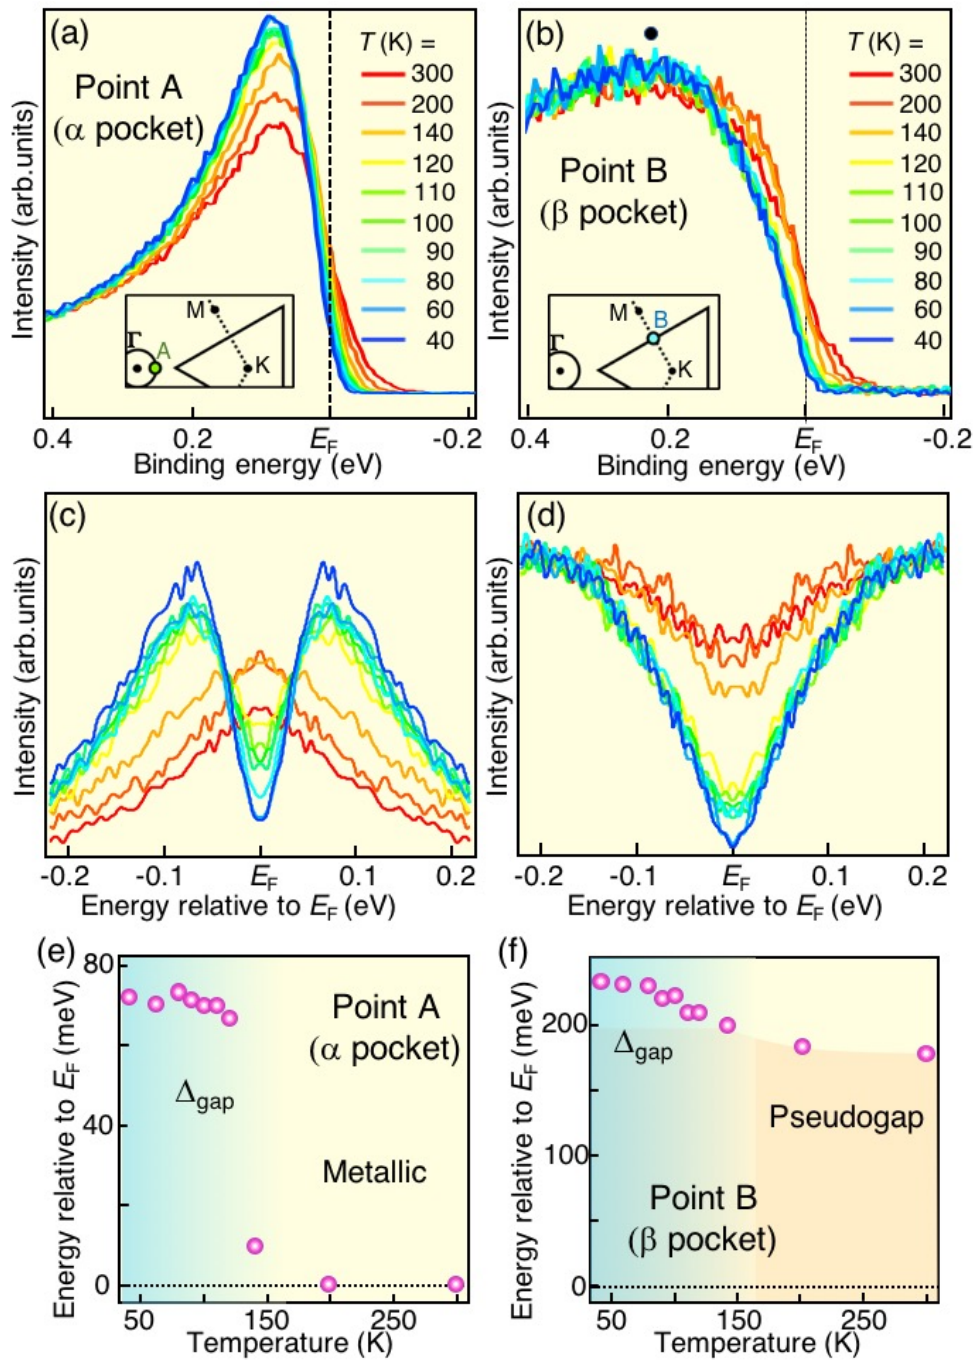 (a)
Point A
(α pocket)
T (K) =
300
200
140
120
110
100
90
80
60
40
Intensity (arb.units)
M
Γ
A
K
0.4 0.2 EF -0.2
Binding energy (eV)
(b)
Point B
(β pocket)
T (K) =
300
200
140
120
110
100
90
80
60
40
Intensity (arb.units)
M
B
Γ
K
0.4 0.2 EF -0.2
Binding energy (eV)
(c)
Intensity (arb.units)
-0.2 -0.1 EF 0.1 0.2
Energy relative to EF (eV)
(d)
Intensity (arb.units)
-0.2 -0.1 EF 0.1 0.2
Energy relative to EF (eV)
(e)
Energy relative to EF (meV)
80
40
0
Point A
(α pocket)
Δgap
Metallic
50 150 250
Temperature (K)
(f)
Energy relative to EF (meV)
200
100
0
Δgap
Pseudogap
Point B
(β pocket)
50 150 250
Temperature (K)